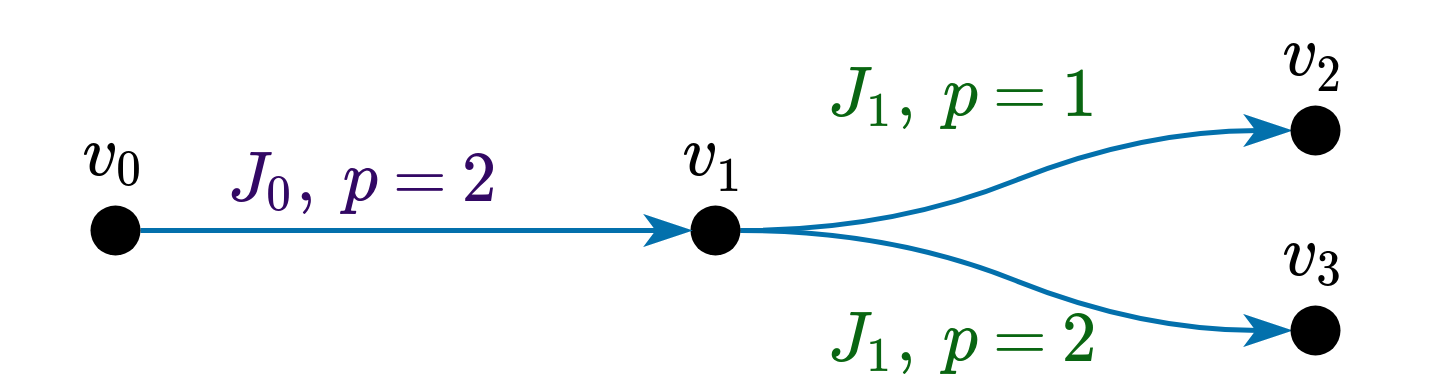 v₂
J₁, p = 1
v₀
J₀, p = 2
v₁
v₃
J₁, p = 2